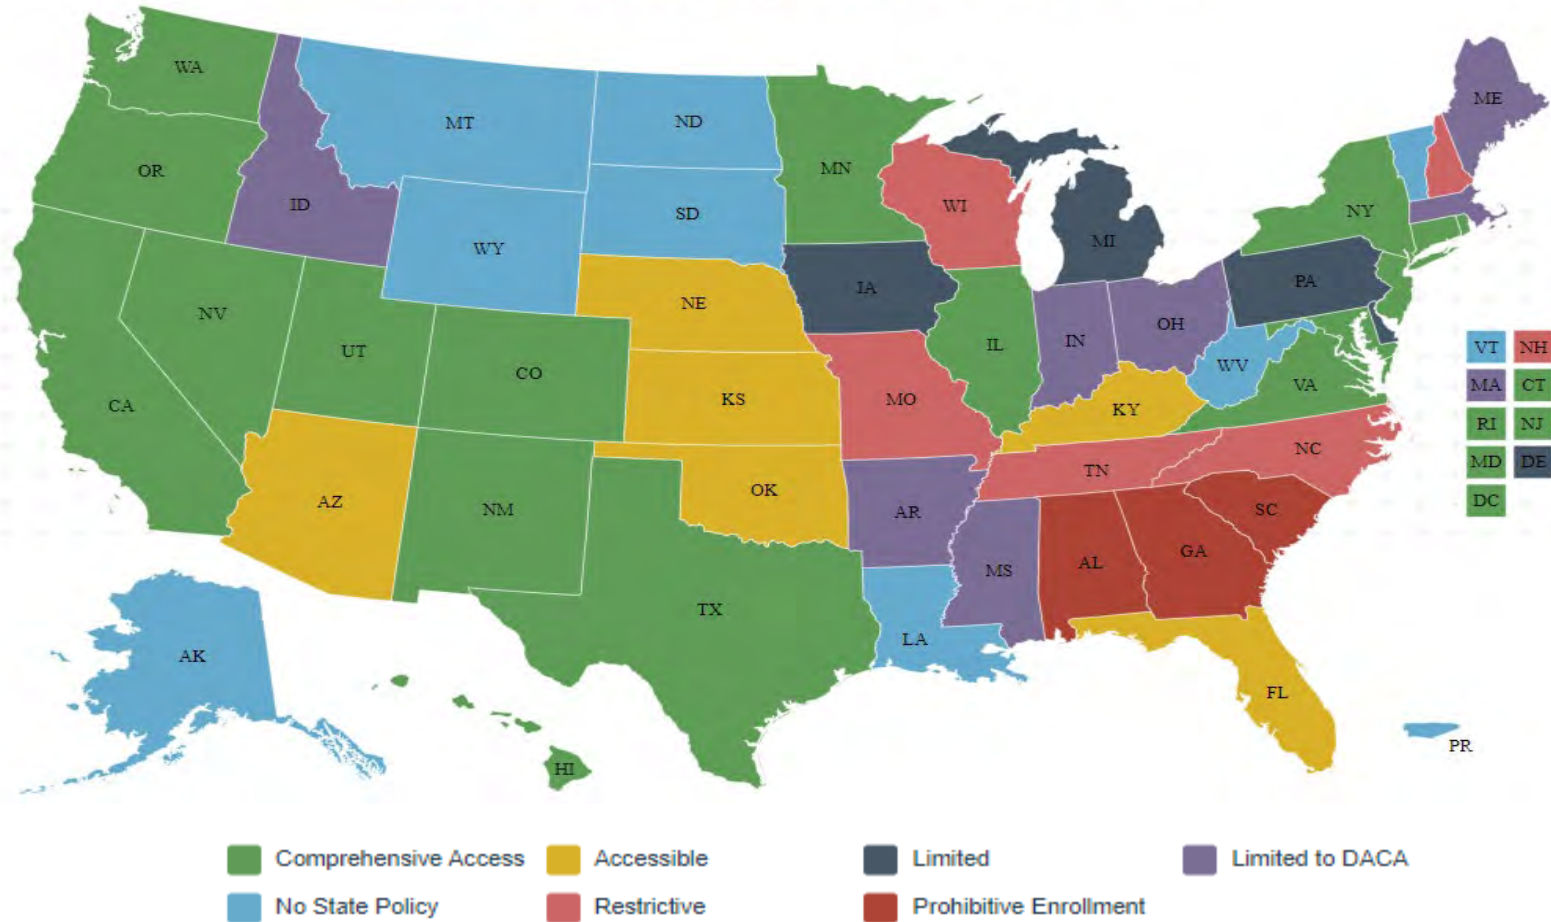 WA
MT
ND
MN
ME
OR
ID
SD
WI
NY
WY
MI
NV
UT
CO
NE
IA
IL
IN
OH
PA
WV
VA
VT NH
MA CT
RI NJ
MD DE
DC
CA
KS
MO
KY
NC
TN
AZ
NM
OK
AR
SC
GA
AL
MS
TX
LA
FL
AK
HI
PR
Comprehensive Access Accessible Limited Limited to DACA
No State Policy Restrictive Prohibitive Enrollment